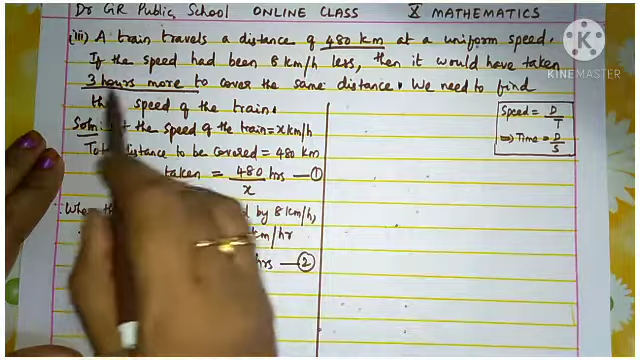 Dr GR Public School ONLINE CLASS X MATHEMATICS
(iii) A train travels a distance of 480 km at a uniform speed.
If the speed had been 8 km/h less, then it would have taken
3 hours more to cover the same distance. We need to find
the speed of the train.
Soln: the speed of the train = x km/h
Total distance to be covered = 480 km
taken = 480/x hrs — ①
When by 8 km/h,
km/hr
hrs — ②
Speed = D/T
⇒ Time = D/S
KINEMASTER